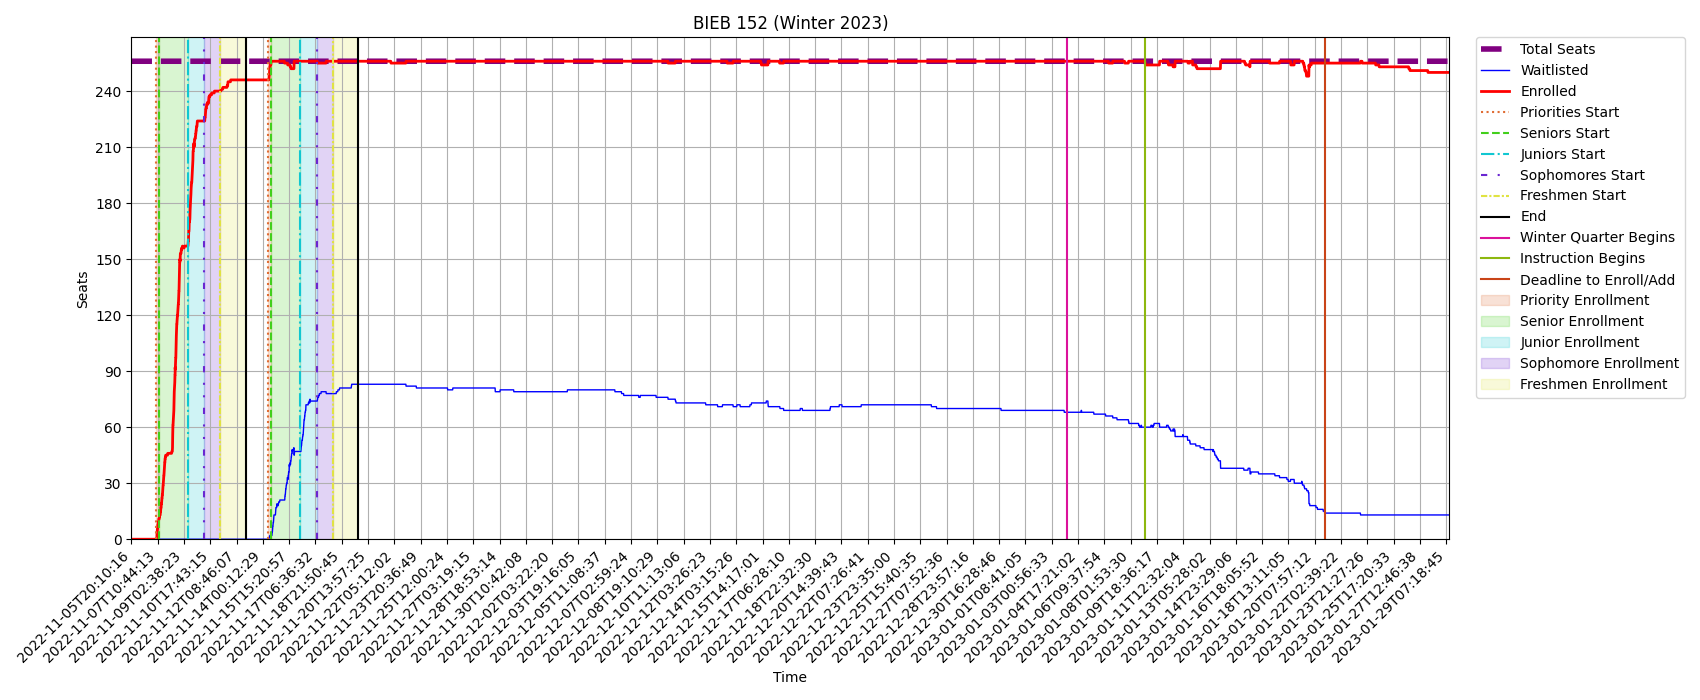 BIEB 152 (Winter 2023)
Seats
240
210
180
150
120
90
60
30
0
2022-11-05T20:10:16
2022-11-07T10:44:13
2022-11-09T02:38:23
2022-11-10T17:43:15
2022-11-12T08:46:07
2022-11-14T00:12:29
2022-11-15T15:20:57
2022-11-17T06:36:32
2022-11-18T21:50:45
2022-11-20T13:57:25
2022-11-22T05:12:02
2022-11-23T20:36:49
2022-11-25T12:00:24
2022-11-27T03:19:15
2022-11-28T18:53:14
2022-11-30T10:42:08
2022-12-02T03:22:20
2022-12-03T19:16:05
2022-12-05T11:08:37
2022-12-07T02:59:24
2022-12-08T19:10:29
2022-12-10T11:13:06
2022-12-12T03:26:23
2022-12-14T03:15:26
2022-12-15T14:17:01
2022-12-17T06:28:10
2022-12-18T22:32:30
2022-12-20T14:39:43
2022-12-22T07:26:41
2022-12-23T23:35:00
2022-12-25T15:40:35
2022-12-27T07:52:36
2022-12-28T23:57:16
2022-12-30T16:28:46
2023-01-01T08:41:05
2023-01-03T00:56:33
2023-01-04T17:21:02
2023-01-06T09:37:54
2023-01-08T01:53:30
2023-01-09T18:36:17
2023-01-11T12:32:04
2023-01-13T05:28:02
2023-01-14T23:29:06
2023-01-16T18:05:52
2023-01-18T13:11:05
2023-01-20T07:57:12
2023-01-22T02:39:22
2023-01-23T21:27:26
2023-01-25T17:20:33
2023-01-27T12:46:38
2023-01-29T07:18:45
Time
Total Seats
Waitlisted
Enrolled
Priorities Start
Seniors Start
Juniors Start
Sophomores Start
Freshmen Start
End
Winter Quarter Begins
Instruction Begins
Deadline to Enroll/Add
Priority Enrollment
Senior Enrollment
Junior Enrollment
Sophomore Enrollment
Freshmen Enrollment